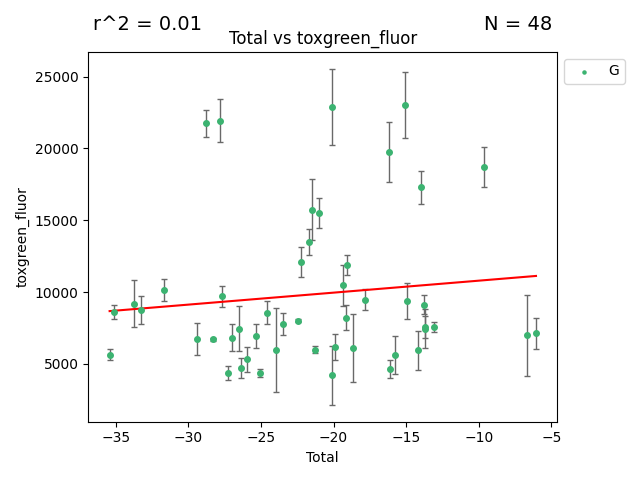 r^2 = 0.01
N = 48
Total vs toxgreen_fluor
G
25000
20000
15000
10000
5000
toxgreen_fluor
−35
−30
−25
−20
−15
−10
−5
Total